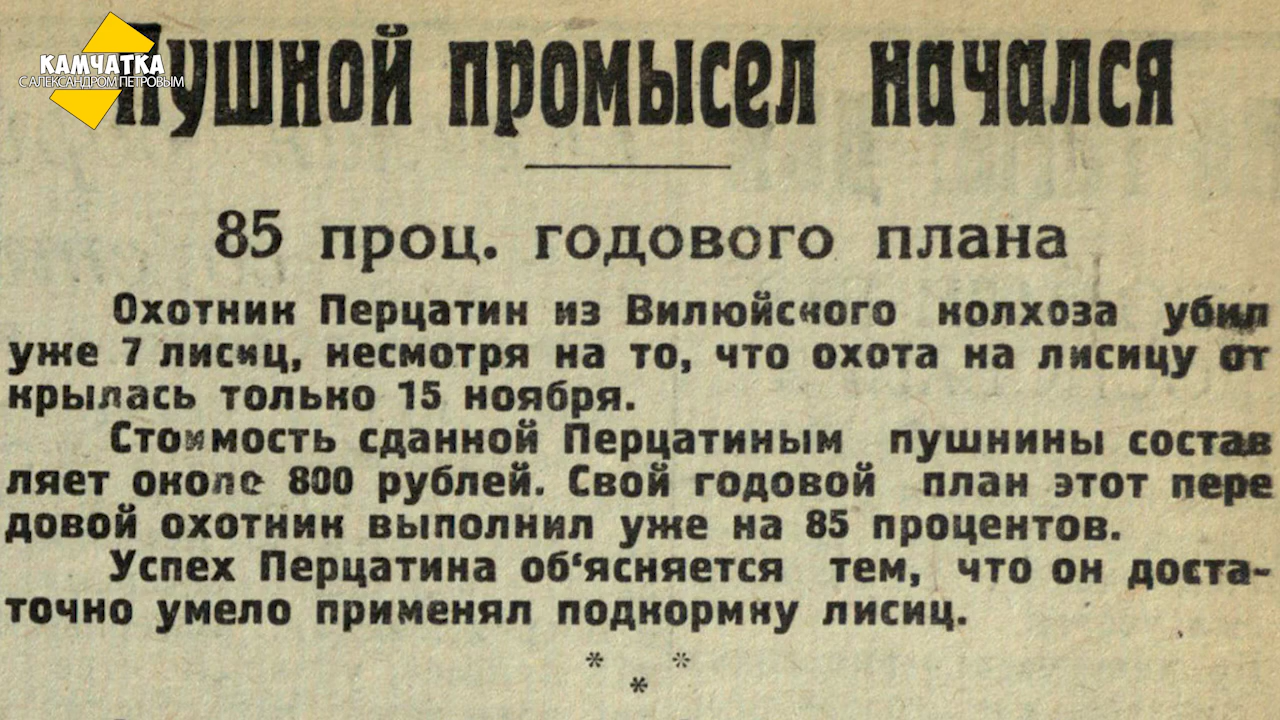 КАМЧАТКА
С АЛЕКСАНДРОМ ПЕТРОВЫМ
Пушной промысел начался
85 проц. годового плана
Охотник Перцатин из Вилюйского колхоза убил
уже 7 лисиц, несмотря на то, что охота на лисицу от
крылась только 15 ноября.
Стоимость сданной Перцатиным пушнины состав
ляет около 800 рублей. Свой годовой план этот пере
довой охотник выполнил уже на 85 процентов.
Успех Перцатина об‘ясняется тем, что он доста-
точно умело применял подкормку лисиц.
* *
*